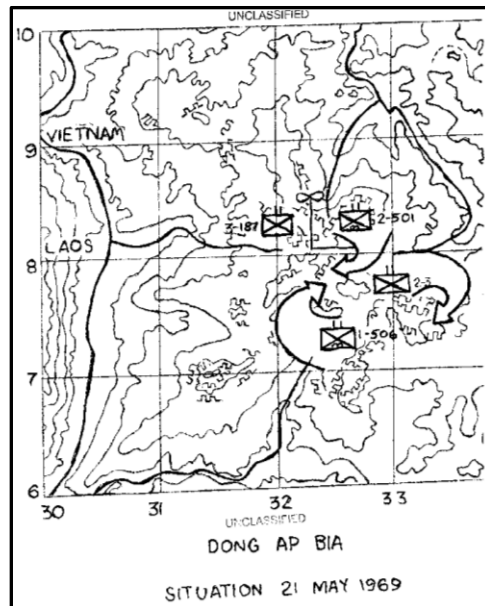 UNCLASSIFIED
10
VIETNAM
9
3-187
2-501
LAOS
8
2-3
1-506
7
6
30 31 32 33
UNCLASSIFIED
DONG AP BIA
SITUATION 21 MAY 1969